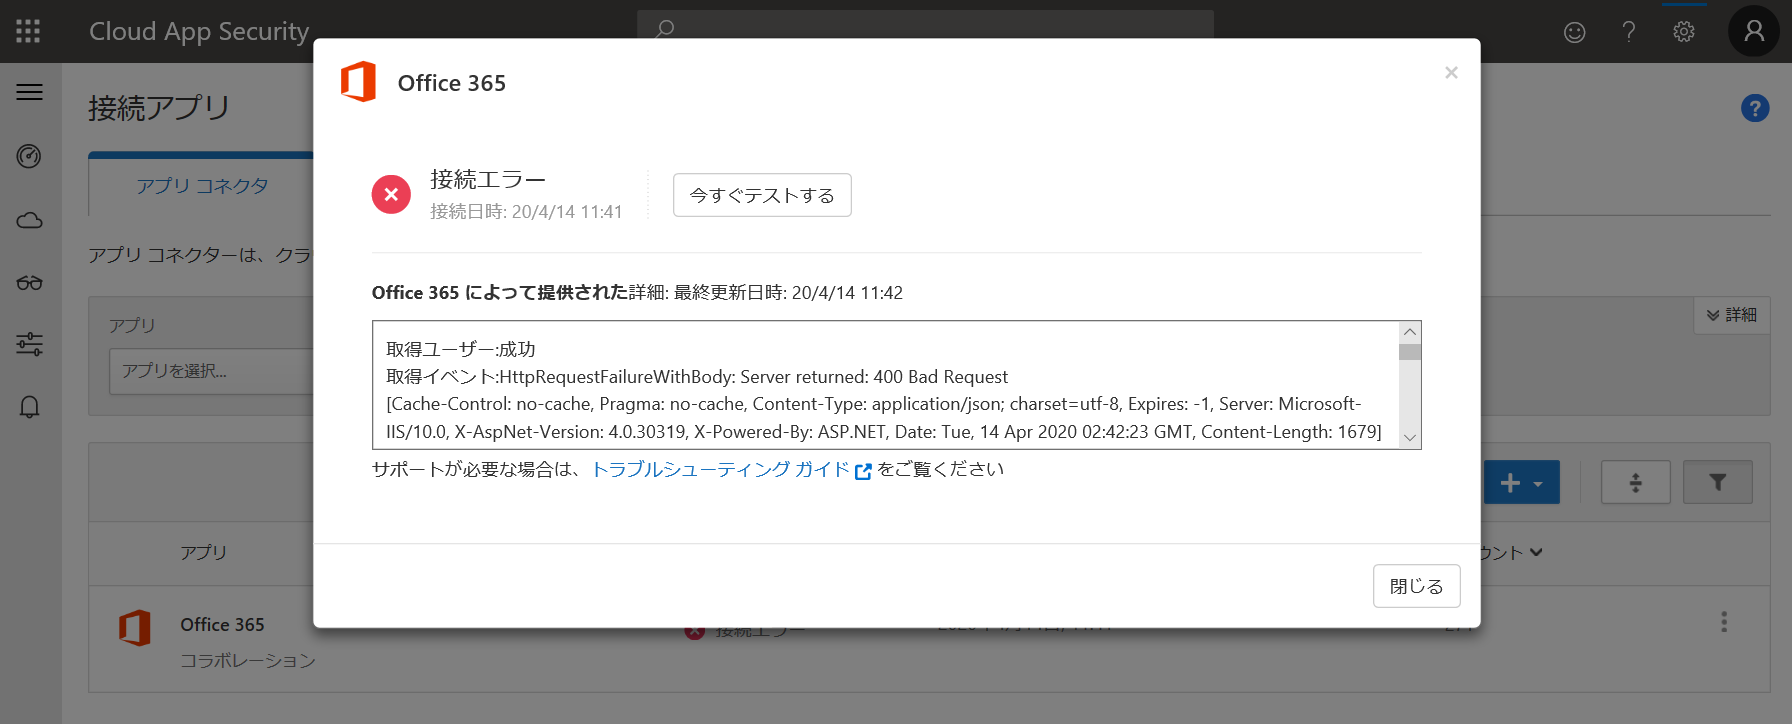 Cloud App Security
接続アプリ
アプリ コネクタ
アプリ コネクターは、クラ
アプリ
アプリを選択...
詳細
Office 365
×
接続エラー
接続日時: 20/4/14 11:41
今すぐテストする
Office 365 によって提供された詳細: 最終更新日時: 20/4/14 11:42
取得ユーザー:成功
取得イベント:HttpRequestFailureWithBody: Server returned: 400 Bad Request
[Cache-Control: no-cache, Pragma: no-cache, Content-Type: application/json; charset=utf-8, Expires: -1, Server: Microsoft-
IIS/10.0, X-AspNet-Version: 4.0.30319, X-Powered-By: ASP.NET, Date: Tue, 14 Apr 2020 02:42:23 GMT, Content-Length: 1679]
サポートが必要な場合は、トラブルシューティング ガイド をご覧ください
閉じる
アプリ
ウント
Office 365
接続エラー
コラボレーション